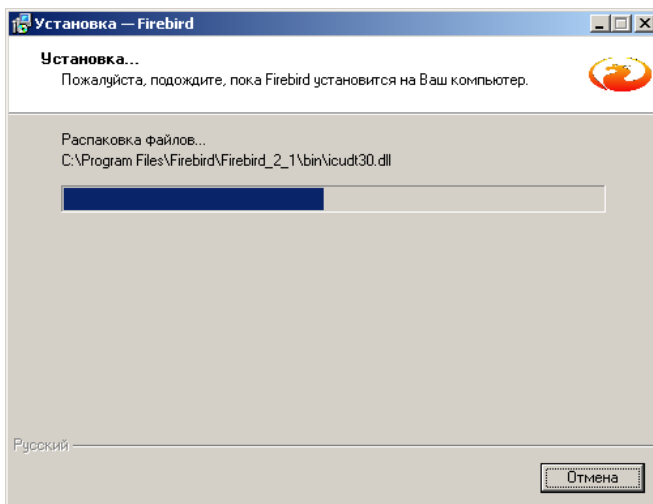 Установка — Firebird
Установка...
Пожалуйста, подождите, пока Firebird установится на Ваш компьютер.
Распаковка файлов...
C:\Program Files\Firebird\Firebird_2_1\bin\icudt30.dll
Русский
Отмена